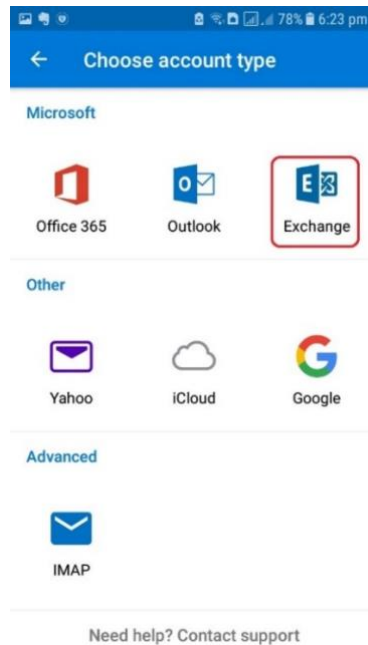 78% 6:23 pm
Choose account type
Microsoft
Office 365 Outlook Exchange
Other
Yahoo iCloud Google
Advanced
IMAP
Need help? Contact support